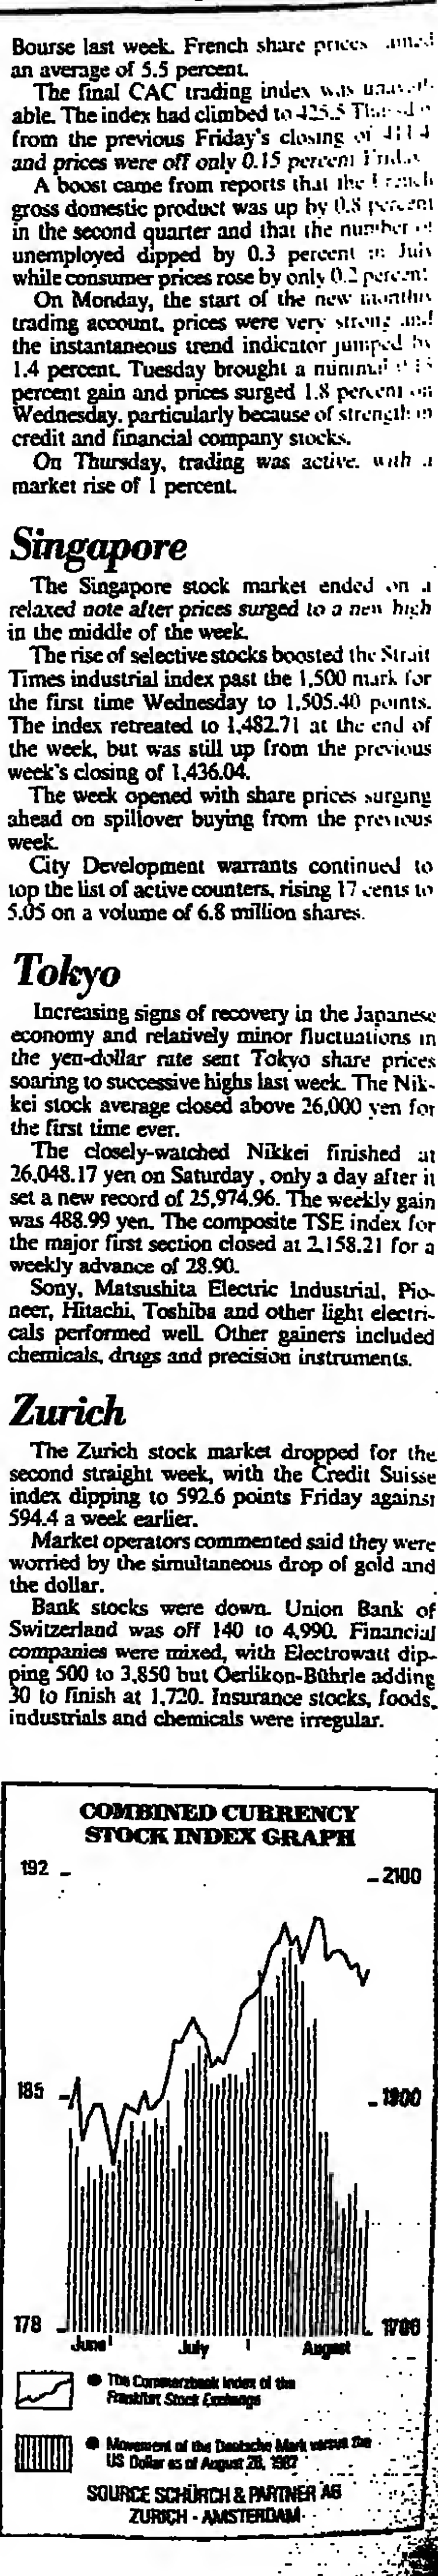 Bourse last week. French share prices
an average of 5.5 percent.
The final CAC trading index was
able. The index had climbed to 425.5
from the previous Friday's closing of
and prices were off only 0.15 percent Friday
A boost came from reports that the French
gross domestic product was up by 0.8 percent
in the second quarter and that the number of
unemployed dipped by 0.3 percent in July
while consumer prices rose by only 0.2 percent.
On Monday, the start of the new monthly
trading account, prices were very strong and
the instantaneous trend indicator jumped by
1.4 percent. Tuesday brought a minimal
percent gain and prices surged 1.8 percent on
Wednesday, particularly because of strength in
credit and financial company stocks.
On Thursday, trading was active, with a
market rise of 1 percent.
Singapore
The Singapore stock market ended on a
relaxed note after prices surged to a new high
in the middle of the week.
The rise of selective stocks boosted the Strait
Times industrial index past the 1,500 mark for
the first time Wednesday to 1,505.40 points.
The index retreated to 1,482.71 at the end of
the week, but was still up from the previous
week's closing of 1,436.04.
The week opened with share prices surging
ahead on spillover buying from the previous
week.
City Development warrants continued to
top the list of active counters, rising 17 cents to
5.05 on a volume of 6.8 million shares.
Tokyo
Increasing signs of recovery in the Japanese
economy and relatively minor fluctuations in
the yen-dollar rate sent Tokyo share prices
soaring to successive highs last week. The Nik-
kei stock average closed above 26,000 yen for
the first time ever.
The closely-watched Nikkei finished at
26,048.17 yen on Saturday , only a day after it
set a new record of 25,974.96. The weekly gain
was 488.99 yen. The composite TSE index for
the major first section closed at 2,158.21 for a
weekly advance of 28.90.
Sony, Matsushita Electric Industrial, Pio-
neer, Hitachi, Toshiba and other light electri-
cals performed well. Other gainers included
chemicals, drugs and precision instruments.
Zurich
The Zurich stock market dropped for the
second straight week, with the Credit Suisse
index dipping to 592.6 points Friday against
594.4 a week earlier.
Market operators commented said they were
worried by the simultaneous drop of gold and
the dollar.
Bank stocks were down. Union Bank of
Switzerland was off 140 to 4,990. Financial
companies were mixed, with Electrowatt dip-
ping 500 to 3,850 but Oerlikon-Bührle adding
30 to finish at 1,720. Insurance stocks, foods,
industrials and chemicals were irregular.
COMBINED CURRENCY
STOCK INDEX GRAPH
192 2100
185 1900
178 1700
June July August
The Commerzbank Index of the
Frankfurt Stock Exchange
Movement of the Deutsche Mark versus the
US Dollar as of August 28, 1987
SOURCE SCHÜRCH & PARTNER AG
ZURICH - AMSTERDAM